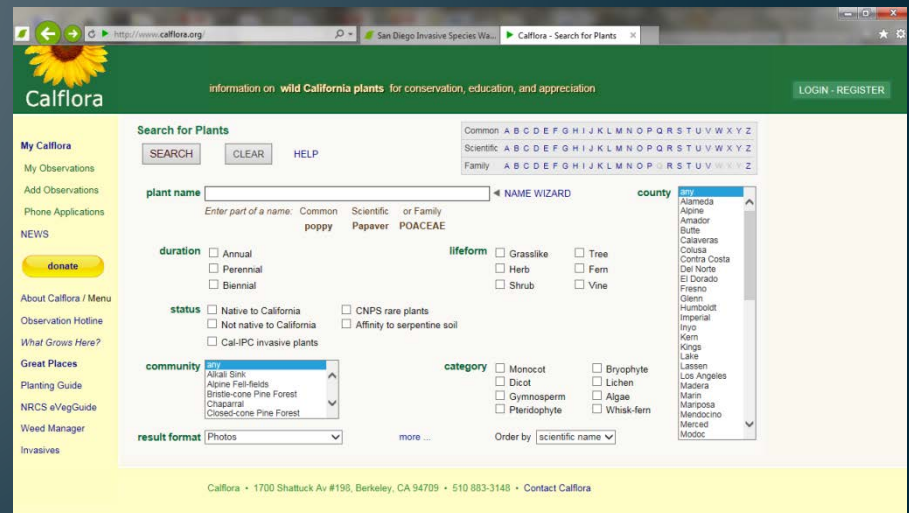 http://www.calflora.org/
San Diego Invasive Species Wa...
Calflora - Search for Plants
Calflora
information on wild California plants for conservation, education, and appreciation
LOGIN - REGISTER
My Calflora
My Observations
Add Observations
Phone Applications
NEWS
donate
About Calflora / Menu
Observation Hotline
What Grows Here?
Great Places
Planting Guide
NRCS eVegGuide
Weed Manager
Invasives
Search for Plants
SEARCH CLEAR HELP
Common A B C D E F G H I J K L M N O P Q R S T U V W X Y Z
Scientific A B C D E F G H I J K L M N O P Q R S T U V W X Y Z
Family A B C D E F G H I J K L M N O P Q R S T U V W X Y Z
plant name ◄ NAME WIZARD
Enter part of a name: Common Scientific or Family
poppy Papaver POACEAE
duration Annual
Perennial
Biennial
lifeform Grasslike Tree
Herb Fern
Shrub Vine
status Native to California CNPS rare plants
Not native to California Affinity to serpentine soil
Cal-IPC invasive plants
community any
Alkali Sink
Alpine Fell-fields
Bristle-cone Pine Forest
Chaparral
Closed-cone Pine Forest
category Monocot Bryophyte
Dicot Lichen
Gymnosperm Algae
Pteridophyte Whisk-fern
result format Photos more ... Order by scientific name
county any
Alameda
Alpine
Amador
Butte
Calaveras
Colusa
Contra Costa
Del Norte
El Dorado
Fresno
Glenn
Humboldt
Imperial
Inyo
Kern
Kings
Lake
Lassen
Los Angeles
Madera
Marin
Mariposa
Mendocino
Merced
Modoc
Calflora • 1700 Shattuck Av #198, Berkeley, CA 94709 • 510 883-3148 • Contact Calflora